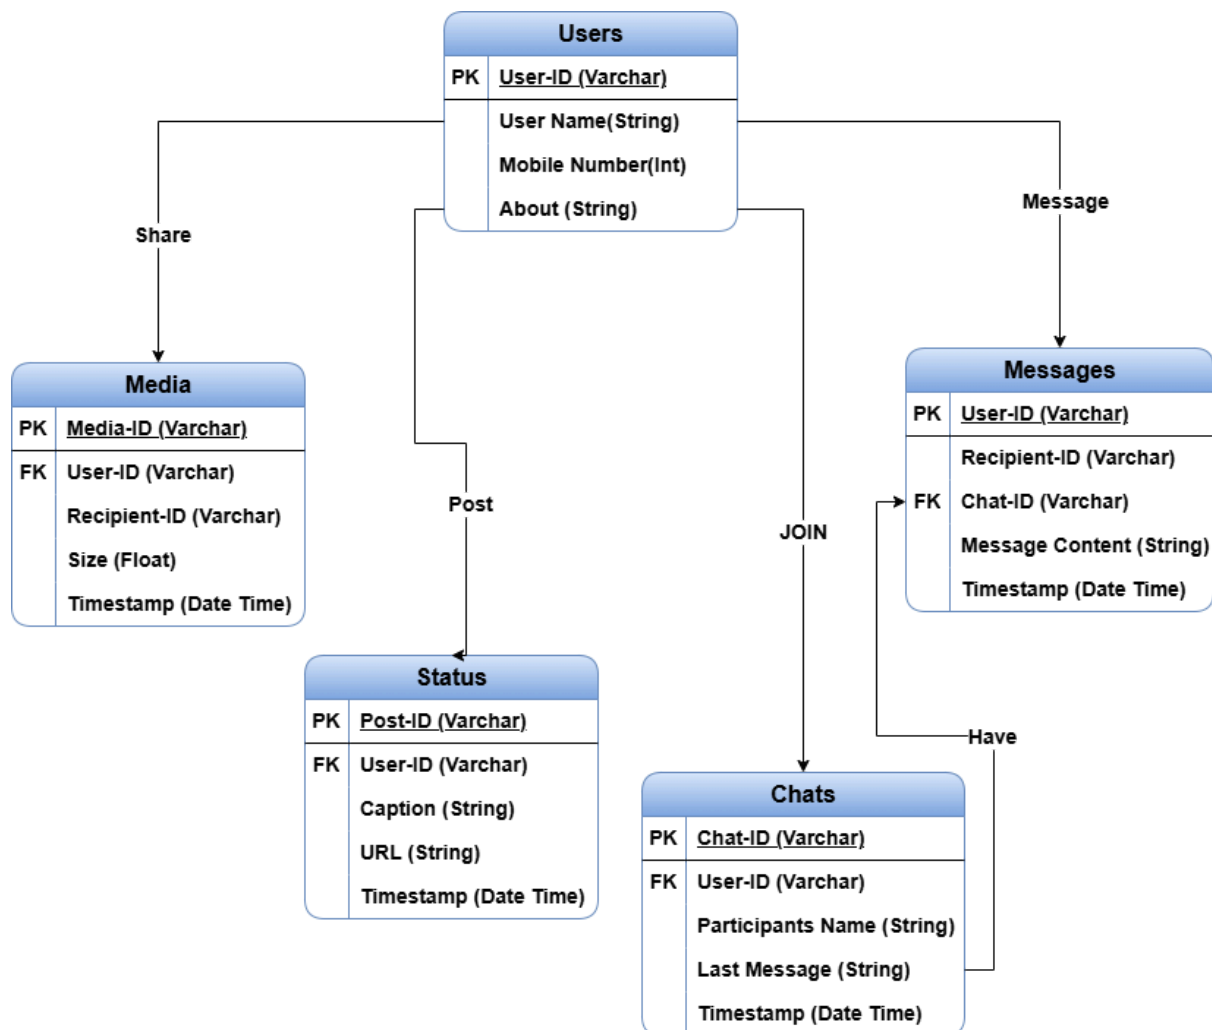 Users
PK User-ID (Varchar)
User Name(String)
Mobile Number(Int)
About (String)
Share
Message
Media
PK Media-ID (Varchar)
FK User-ID (Varchar)
Recipient-ID (Varchar)
Size (Float)
Timestamp (Date Time)
Messages
PK User-ID (Varchar)
Recipient-ID (Varchar)
FK Chat-ID (Varchar)
Message Content (String)
Timestamp (Date Time)
Post
JOIN
Status
PK Post-ID (Varchar)
FK User-ID (Varchar)
Caption (String)
URL (String)
Timestamp (Date Time)
Have
Chats
PK Chat-ID (Varchar)
FK User-ID (Varchar)
Participants Name (String)
Last Message (String)
Timestamp (Date Time)